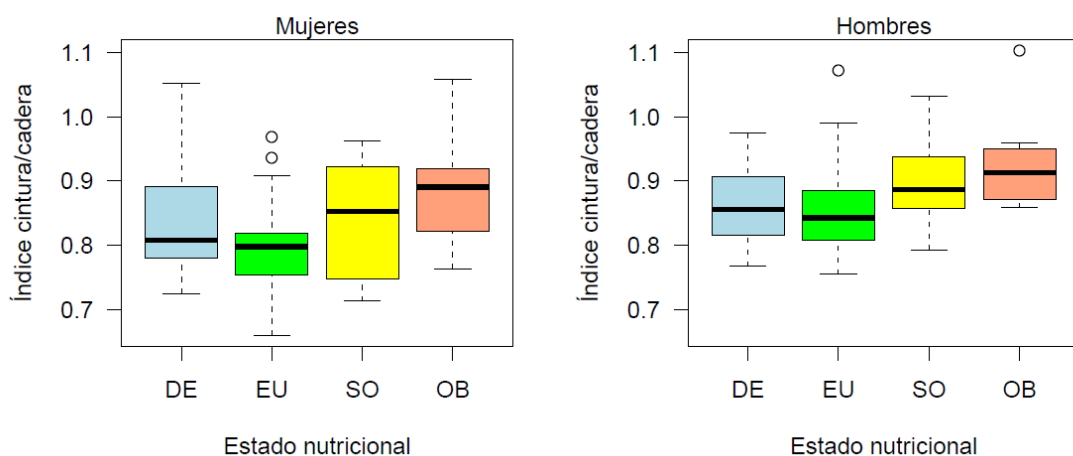 Mujeres
Índice cintura/cadera
1.1
1.0
0.9
0.8
0.7
DE EU SO OB
Estado nutricional
Hombres
Índice cintura/cadera
1.1
1.0
0.9
0.8
0.7
DE EU SO OB
Estado nutricional